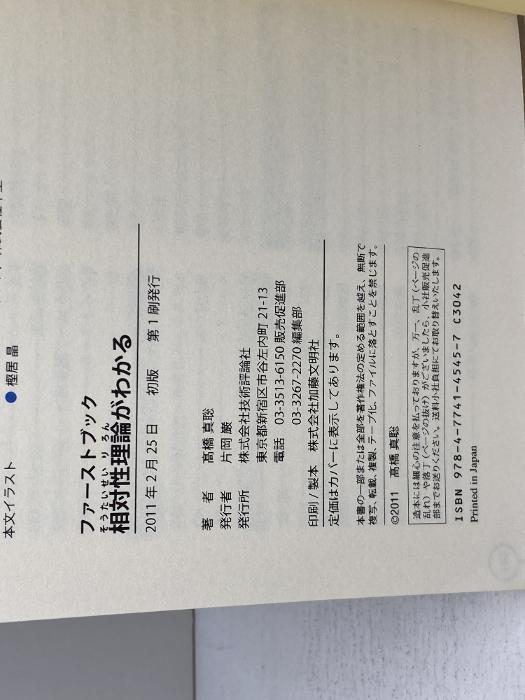 本文イラスト ● 樫居 晶
ファーストブック
そうたいせいりろん
相対性理論がわかる
2011年2月25日 初版 第1刷発行
著 者 髙橋 真聡
発行者 片岡 巌
発行所 株式会社技術評論社
東京都新宿区市谷左内町 21-13
電話 03-3513-6150 販売促進部
03-3267-2270 編集部
印刷/製本 株式会社加藤文明社
定価はカバーに表示してあります。
本書の一部または全部を著作権法の定める範囲を越え、無断で
複写、転載、複製、テープ化、ファイルに落とすことを禁じます。
©2011 髙橋 真聡
造本には細心の注意を払っておりますが、万一、乱丁(ページの
乱れ)や落丁(ページの抜け)がございましたら、小社販売促進
部までお送りください。送料小社負担にてお取り替えいたします。
ISBN 978-4-7741-4545-7 C3042
Printed in Japan